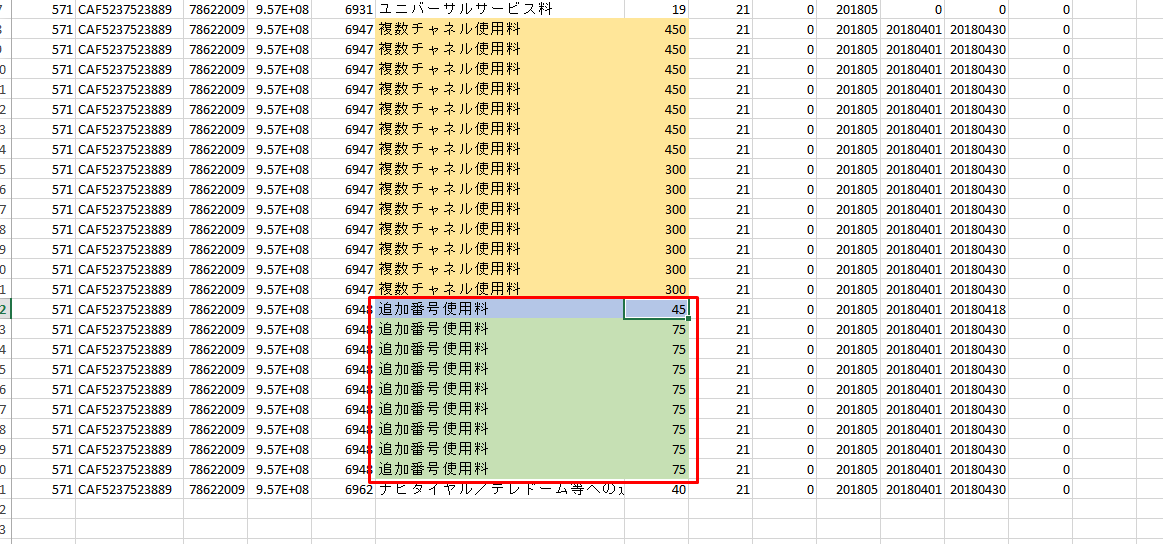 7 571 CAF5237523889 78622009 9.57E+08 6931 ユニバーサルサービス料 19 21 0 201805 0 0 0
571 CAF5237523889 78622009 9.57E+08 6947 複数チャネル使用料 450 21 0 201805 20180401 20180430 0
9 571 CAF5237523889 78622009 9.57E+08 6947 複数チャネル使用料 450 21 0 201805 20180401 20180430 0
0 571 CAF5237523889 78622009 9.57E+08 6947 複数チャネル使用料 450 21 0 201805 20180401 20180430 0
1 571 CAF5237523889 78622009 9.57E+08 6947 複数チャネル使用料 450 21 0 201805 20180401 20180430 0
2 571 CAF5237523889 78622009 9.57E+08 6947 複数チャネル使用料 450 21 0 201805 20180401 20180430 0
3 571 CAF5237523889 78622009 9.57E+08 6947 複数チャネル使用料 450 21 0 201805 20180401 20180430 0
4 571 CAF5237523889 78622009 9.57E+08 6947 複数チャネル使用料 450 21 0 201805 20180401 20180430 0
5 571 CAF5237523889 78622009 9.57E+08 6947 複数チャネル使用料 300 21 0 201805 20180401 20180430 0
6 571 CAF5237523889 78622009 9.57E+08 6947 複数チャネル使用料 300 21 0 201805 20180401 20180430 0
7 571 CAF5237523889 78622009 9.57E+08 6947 複数チャネル使用料 300 21 0 201805 20180401 20180430 0
8 571 CAF5237523889 78622009 9.57E+08 6947 複数チャネル使用料 300 21 0 201805 20180401 20180430 0
9 571 CAF5237523889 78622009 9.57E+08 6947 複数チャネル使用料 300 21 0 201805 20180401 20180430 0
0 571 CAF5237523889 78622009 9.57E+08 6947 複数チャネル使用料 300 21 0 201805 20180401 20180430 0
1 571 CAF5237523889 78622009 9.57E+08 6947 複数チャネル使用料 300 21 0 201805 20180401 20180430 0
2 571 CAF5237523889 78622009 9.57E+08 6948 追加番号使用料 45 21 0 201805 20180401 20180418 0
3 571 CAF5237523889 78622009 9.57E+08 6948 追加番号使用料 75 21 0 201805 20180401 20180430 0
4 571 CAF5237523889 78622009 9.57E+08 6948 追加番号使用料 75 21 0 201805 20180401 20180430 0
5 571 CAF5237523889 78622009 9.57E+08 6948 追加番号使用料 75 21 0 201805 20180401 20180430 0
6 571 CAF5237523889 78622009 9.57E+08 6948 追加番号使用料 75 21 0 201805 20180401 20180430 0
7 571 CAF5237523889 78622009 9.57E+08 6948 追加番号使用料 75 21 0 201805 20180401 20180430 0
8 571 CAF5237523889 78622009 9.57E+08 6948 追加番号使用料 75 21 0 201805 20180401 20180430 0
9 571 CAF5237523889 78622009 9.57E+08 6948 追加番号使用料 75 21 0 201805 20180401 20180430 0
0 571 CAF5237523889 78622009 9.57E+08 6948 追加番号使用料 75 21 0 201805 20180401 20180430 0
1 571 CAF5237523889 78622009 9.57E+08 6962 ナビダイヤル／テレドーム等への 40 21 0 201805 20180401 20180430 0
2
3